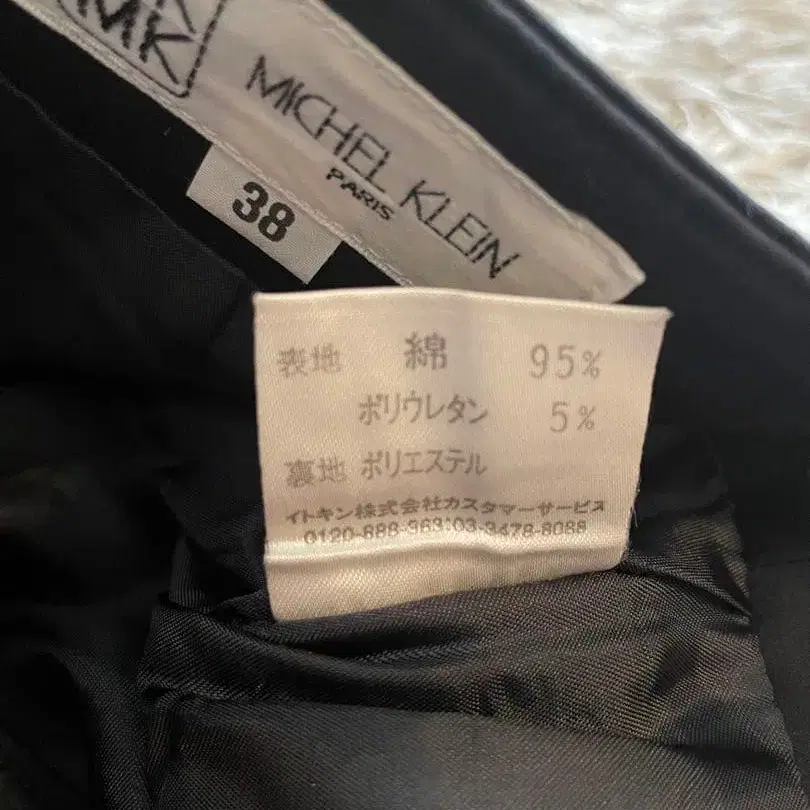 MK
MICHEL KLEIN
PARIS
38
表地 綿 95%
ポリウレタン 5%
裏地 ポリエステル
イトキン株式会社カスタマーサービス
0120-888-363:03-3478-8088